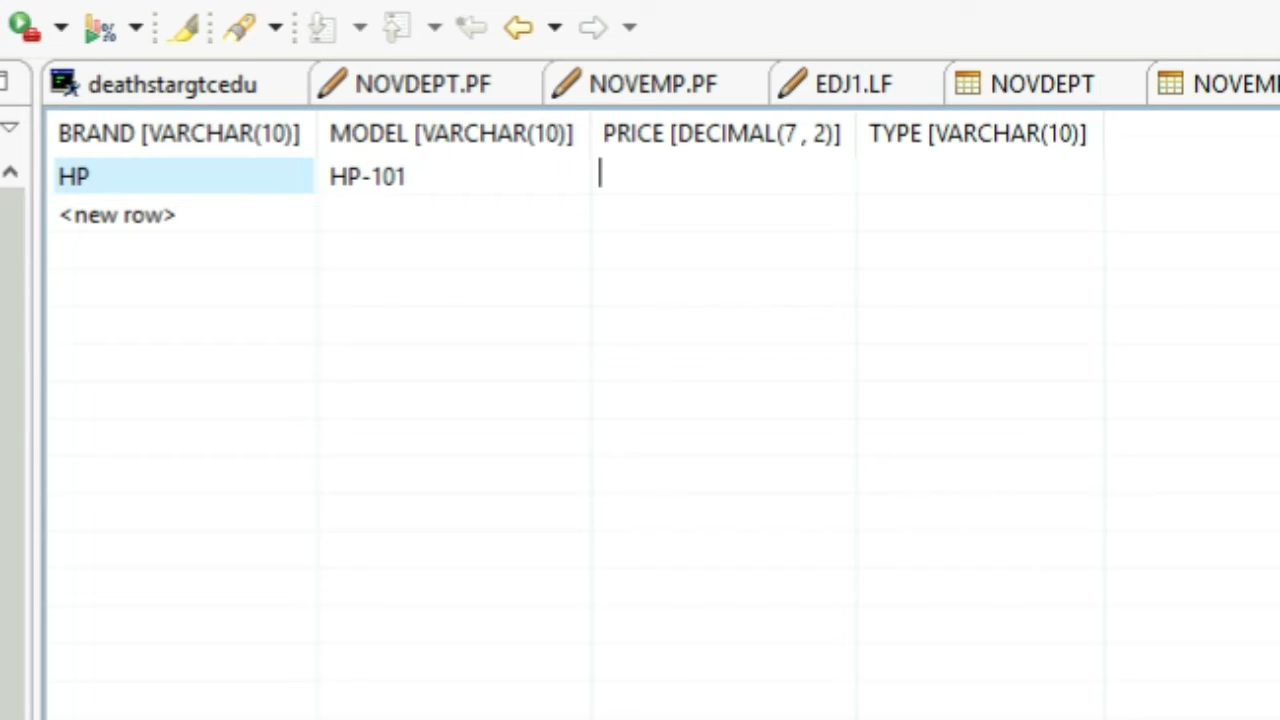 deathstargtcedu NOVDEPT.PF NOVEMP.PF EDJ1.LF NOVDEPT NOVEM
BRAND [VARCHAR(10)] MODEL [VARCHAR(10)] PRICE [DECIMAL(7 , 2)] TYPE [VARCHAR(10)]
HP HP-101
<new row>